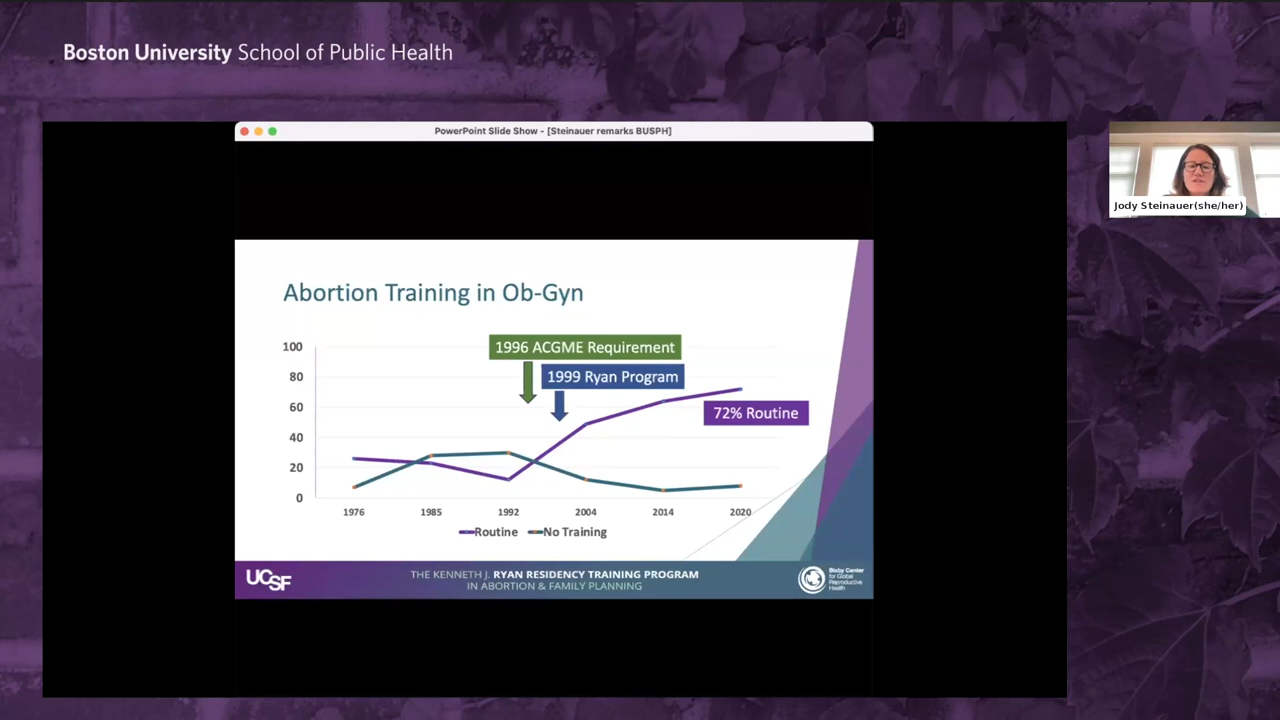 Boston University School of Public Health
PowerPoint Slide Show - [Steinauer remarks BUSPH]
Jody Steinauer(she/her)
Abortion Training in Ob-Gyn
1996 ACGME Requirement
1999 Ryan Program
72% Routine
100
80
60
40
20
0
1976 1985 1992 2004 2014 2020
Routine No Training
UCSF
THE KENNETH J. RYAN RESIDENCY TRAINING PROGRAM
IN ABORTION & FAMILY PLANNING
Bixby Center
for Global
Reproductive
Health